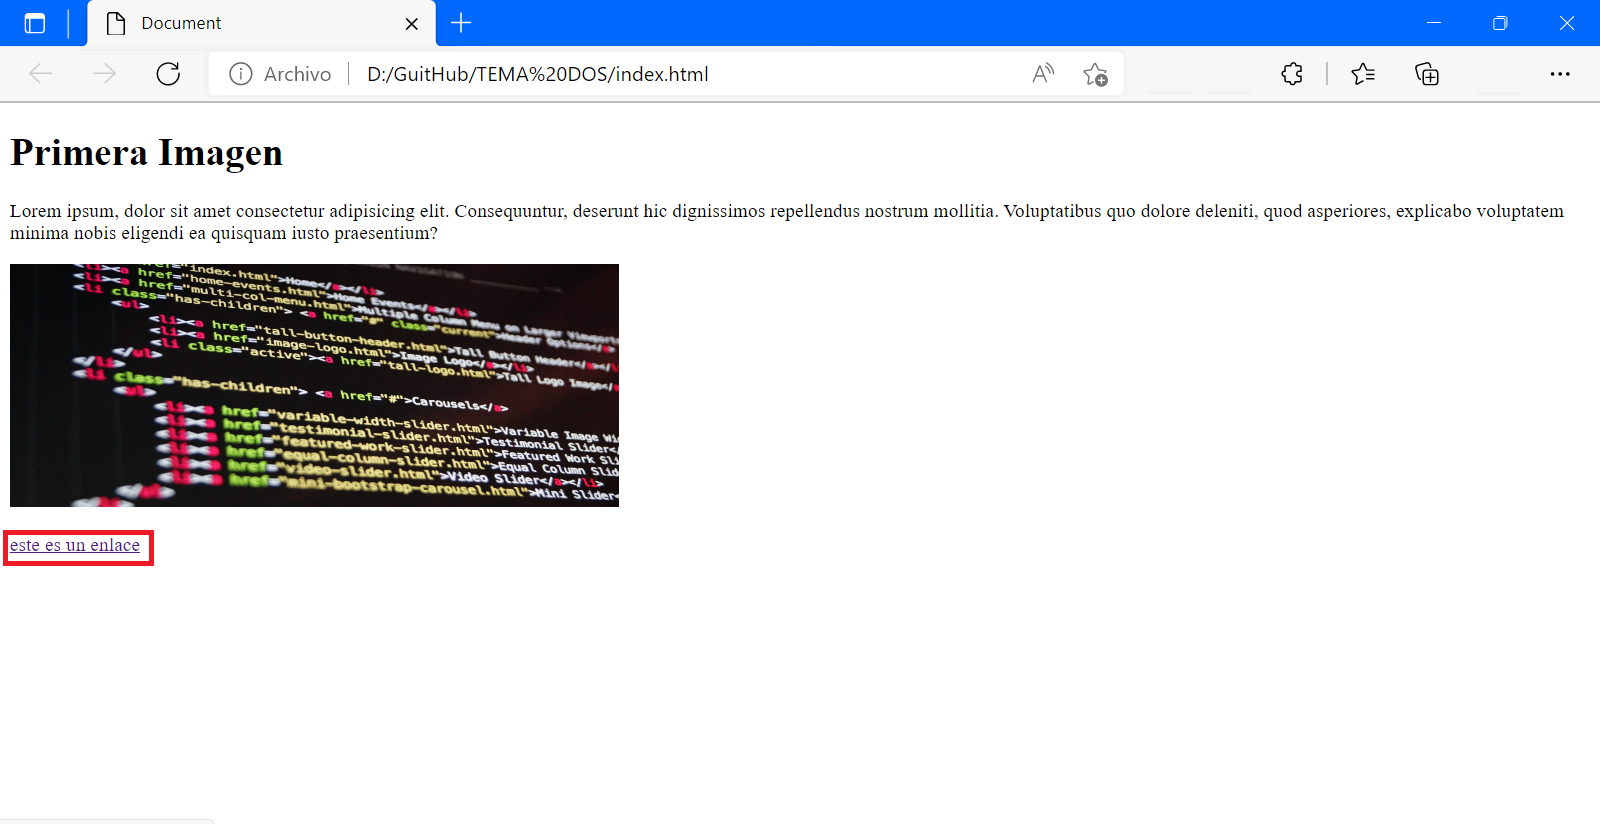 Document
Archivo
D:/GuitHub/TEMA%20DOS/index.html
Primera Imagen
Lorem ipsum, dolor sit amet consectetur adipisicing elit. Consequuntur, deserunt hic dignissimos repellendus nostrum mollitia. Voluptatibus quo dolore deleniti, quod asperiores, explicabo voluptatem
minima nobis eligendi ea quisquam iusto praesentium?
href="index.html">Home</a></li>
<li><a href="home-events.html">Home Events</a></li>
<li><a href="multi-col-menu.html">Multiple Column Menu on Larger
<li class="has-children"> <a href="#" class="current">Header Options</a>
<ul>
<li><a href="tall-button-header.html">Tall Button Header</a></
<li><a href="image-logo.html">Image Logo</a></li>
<li class="active"><a href="tall-logo.html">Tall Logo Image</
</ul>
</li>
<li class="has-children"> <a href="#">Carousels</a>
<ul>
<li><a href="variable-width-slider.html">Variable Image
<li><a href="testimonial-slider.html">Testimonial Slider<
<li><a href="featured-work-slider.html">Featured Work
<li><a href="equal-column-slider.html">Equal Column
<li><a href="video-slider.html">Video Slider</a></li>
<li><a href="mini-bootstrap-carousel.html">Mini Slider<
</ul>
</li>
este es un enlace